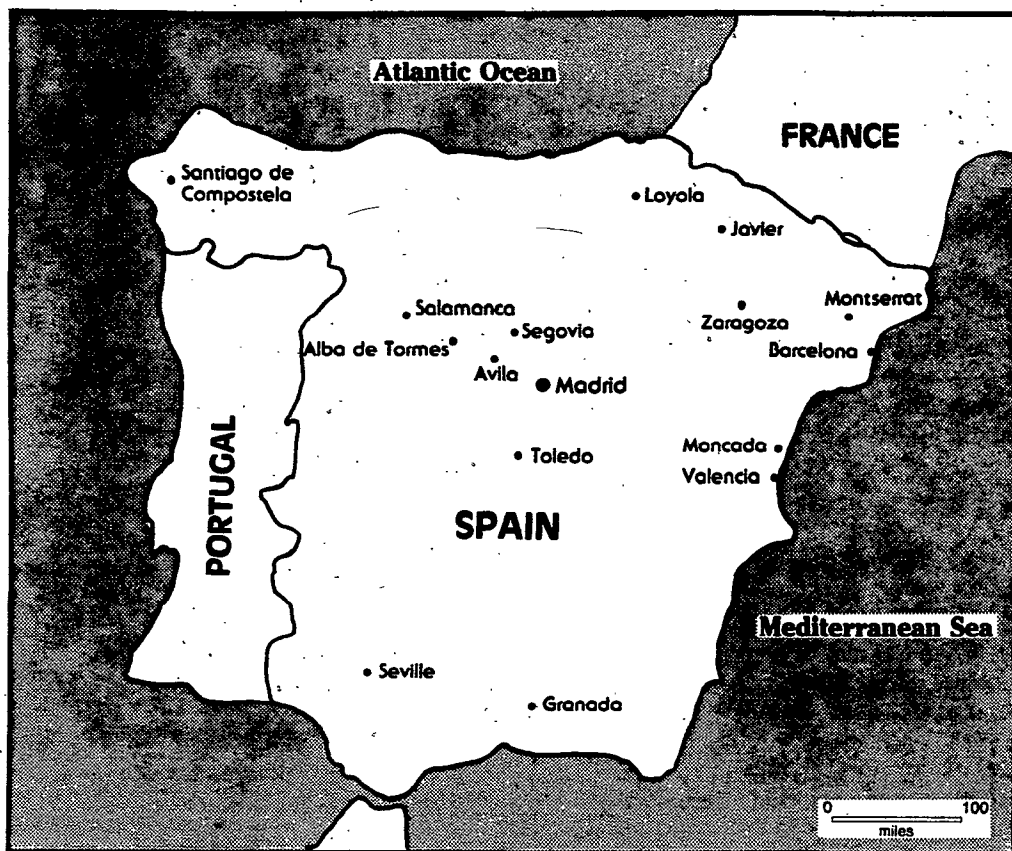 Atlantic Ocean
FRANCE
Santiago de
Compostela
Loyola
Javier
Montserrat
Salamanca
Zaragoza
Segovia
Alba de Tormes
Barcelona
Avila
Madrid
Moncada
Toledo
Valencia
PORTUGAL
SPAIN
Mediterranean Sea
Seville
Granada
0 100
miles